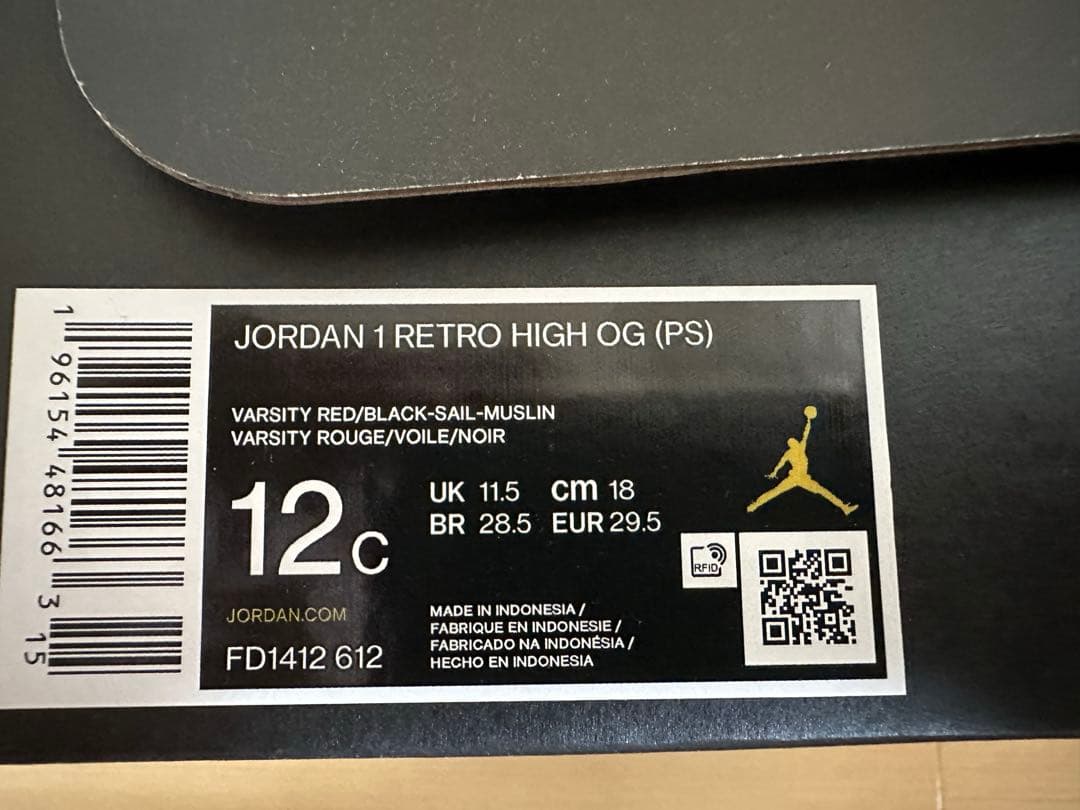 JORDAN 1 RETRO HIGH OG (PS)
VARSITY RED/BLACK-SAIL-MUSLIN
VARSITY ROUGE/VOILE/NOIR
12C
UK 11.5 cm 18
BR 28.5 EUR 29.5
RFID
JORDAN.COM
FD1412 612
MADE IN INDONESIA /
FABRIQUE EN INDONESIE /
FABRICADO NA INDONÉSIA /
HECHO EN INDONESIA
1 96154 48166 3 15